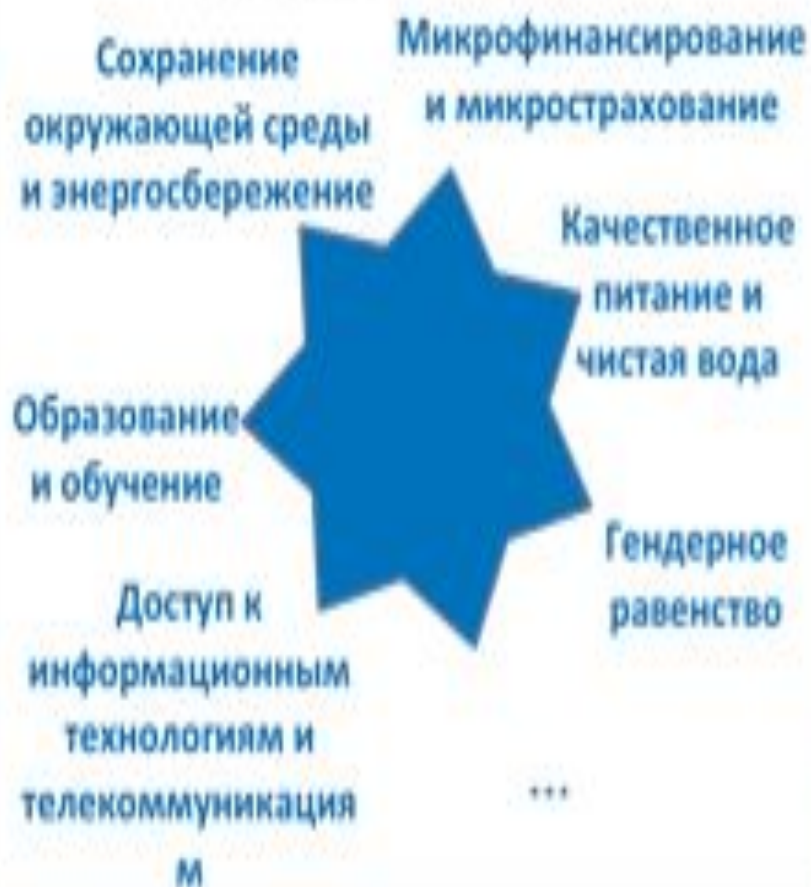 Сохранение
окружающей среды
и энергосбережение
Микрофинансирование
и микрострахование
Качественное
питание и
чистая вода
Гендерное
равенство
...
Доступ к
информационным
технологиям и
телекоммуникация
м
Образование
и обучение